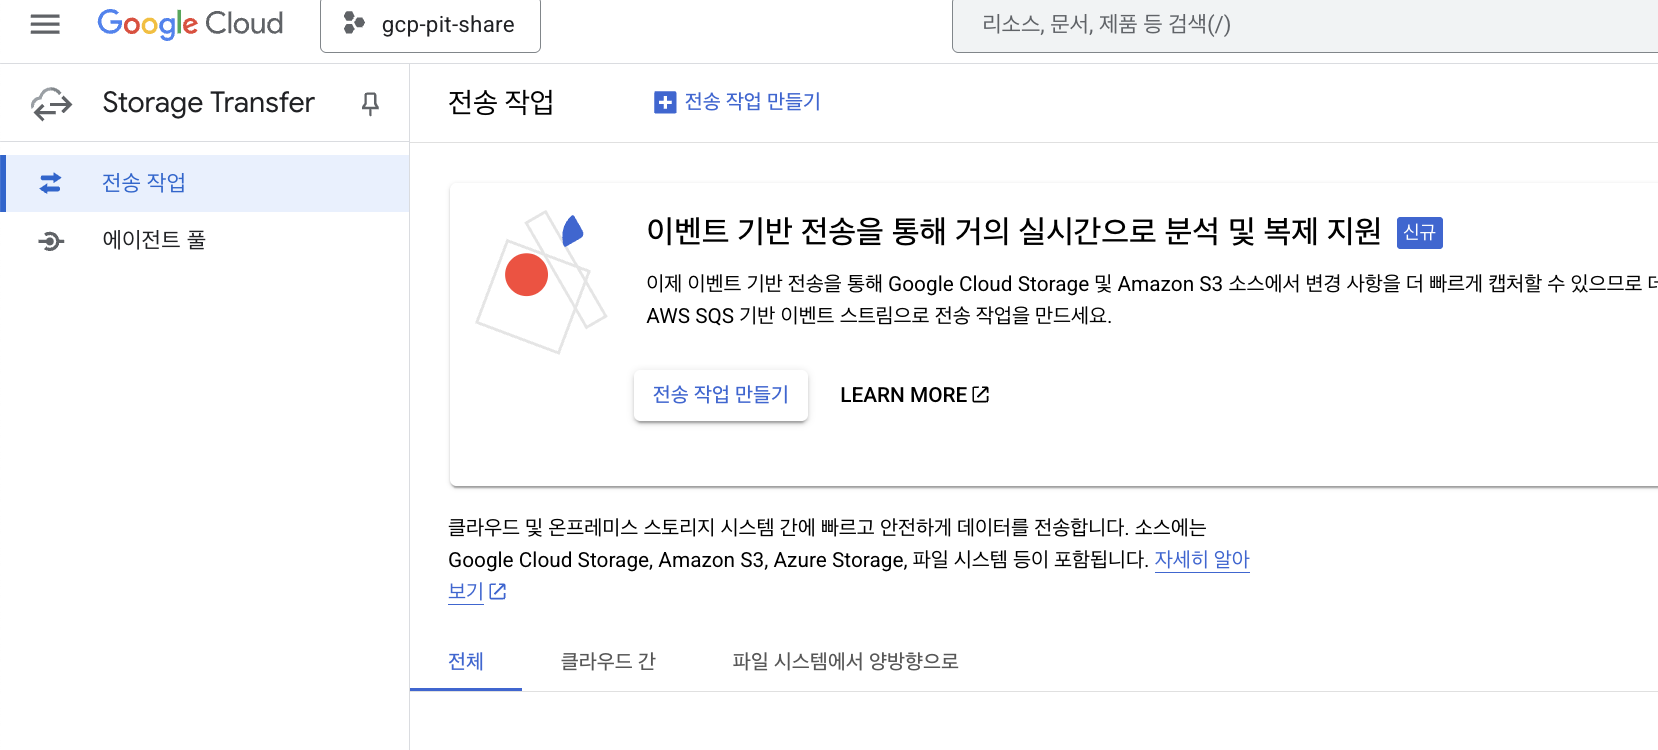 Google Cloud
gcp-pit-share
리소스, 문서, 제품 등 검색(/)
Storage Transfer
전송 작업
에이전트 풀
전송 작업
전송 작업 만들기
이벤트 기반 전송을 통해 거의 실시간으로 분석 및 복제 지원 신규
이제 이벤트 기반 전송을 통해 Google Cloud Storage 및 Amazon S3 소스에서 변경 사항을 더 빠르게 캡처할 수 있으므로
AWS SQS 기반 이벤트 스트림으로 전송 작업을 만드세요.
전송 작업 만들기
LEARN MORE
클라우드 및 온프레미스 스토리지 시스템 간에 빠르고 안전하게 데이터를 전송합니다. 소스에는
Google Cloud Storage, Amazon S3, Azure Storage, 파일 시스템 등이 포함됩니다. 자세히 알아
보기
전체
클라우드 간
파일 시스템에서 양방향으로